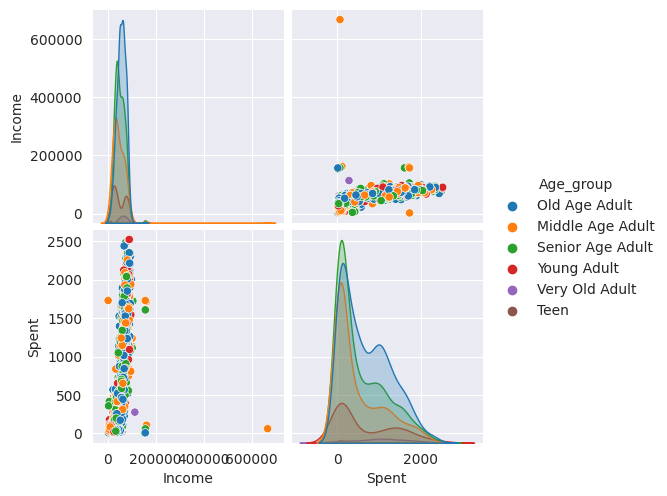 600000
400000
200000
0
Income
2500
2000
1500
1000
500
0
Spent
0
200000
400000
600000
Income
0
2000
Spent
Age_group
Old Age Adult
Middle Age Adult
Senior Age Adult
Young Adult
Very Old Adult
Teen